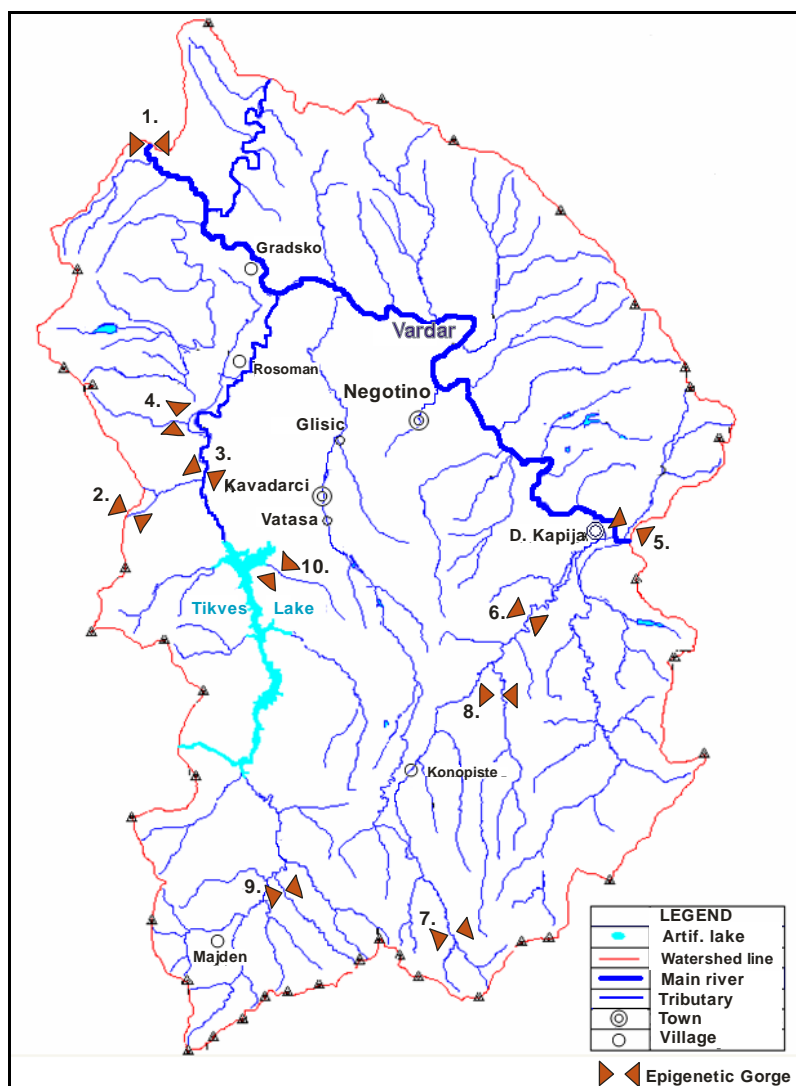 1.
Gradsko
Vardar
Rosoman
Negotino
4.
Glisic
3.
Kavadarci
2.
Vatasa
D. Kapija
5.
10.
Tikves Lake
6.
8.
Konopiste
9.
7.
Majden
LEGEND
Artif. lake
Watershed line
Main river
Tributary
Town
Village
Epigenetic Gorge